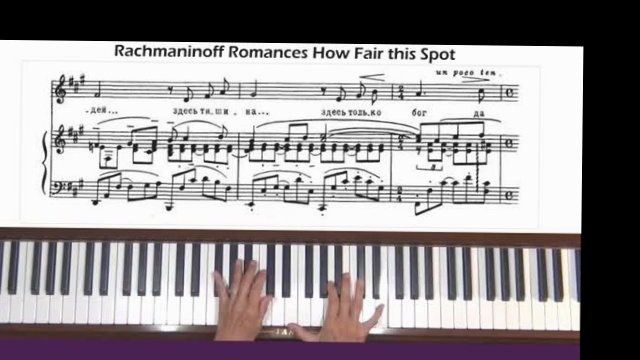 Rachmaninoff Romances How Fair this Spot
un poco ten.
-дей... здесь ти, ши - на... здесь толь, ко бог да
3